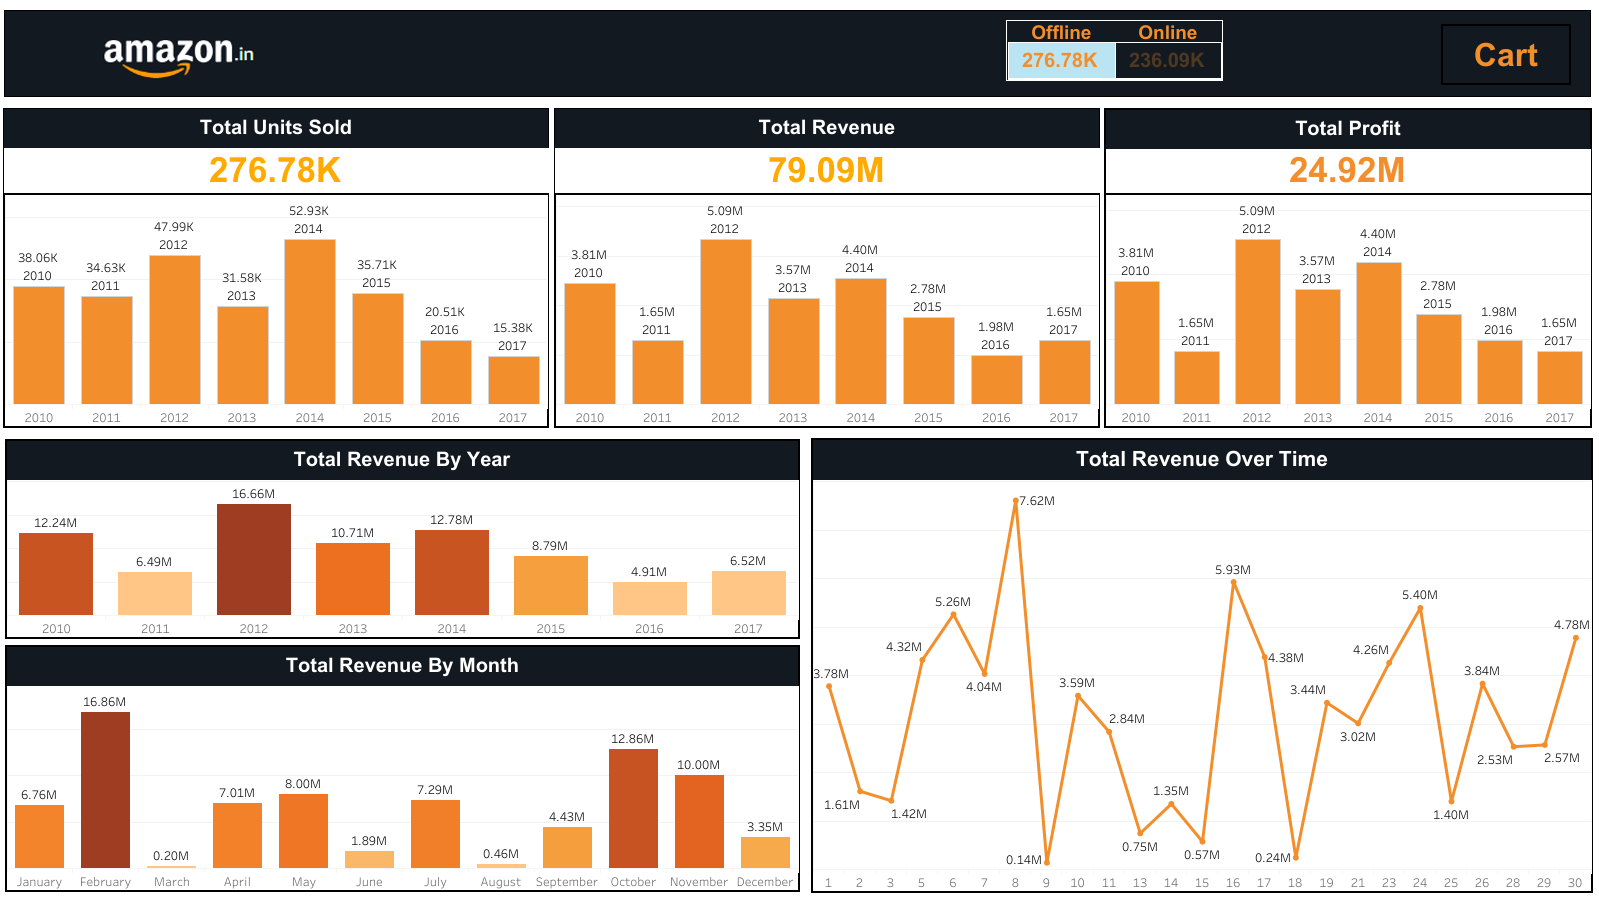 amazon.in
Offline Online
276.78K 236.09K
Cart
Total Units Sold
276.78K
38.06K
2010
34.63K
2011
47.99K
2012
31.58K
2013
52.93K
2014
35.71K
2015
20.51K
2016
15.38K
2017
2010 2011 2012 2013 2014 2015 2016 2017
Total Revenue
79.09M
3.81M
2010
1.65M
2011
5.09M
2012
3.57M
2013
4.40M
2014
2.78M
2015
1.98M
2016
1.65M
2017
2010 2011 2012 2013 2014 2015 2016 2017
Total Profit
24.92M
3.81M
2010
1.65M
2011
5.09M
2012
3.57M
2013
4.40M
2014
2.78M
2015
1.98M
2016
1.65M
2017
2010 2011 2012 2013 2014 2015 2016 2017
Total Revenue By Year
12.24M 6.49M 16.66M 10.71M 12.78M 8.79M 4.91M 6.52M
2010 2011 2012 2013 2014 2015 2016 2017
Total Revenue By Month
6.76M 16.86M 0.20M 7.01M 8.00M 1.89M 7.29M 0.46M 4.43M 12.86M 10.00M 3.35M
January February March April May June July August September October November December
Total Revenue Over Time
3.78M 1.61M 1.42M 4.32M 5.26M 4.04M 7.62M 0.14M 3.59M 2.84M 0.75M 1.35M 0.57M 5.93M 4.38M 0.24M 3.44M 3.02M 4.26M 5.40M 1.40M 3.84M 2.53M 2.57M 4.78M
1 2 3 5 6 7 8 9 10 11 13 14 15 16 17 18 19 21 23 24 25 26 28 29 30